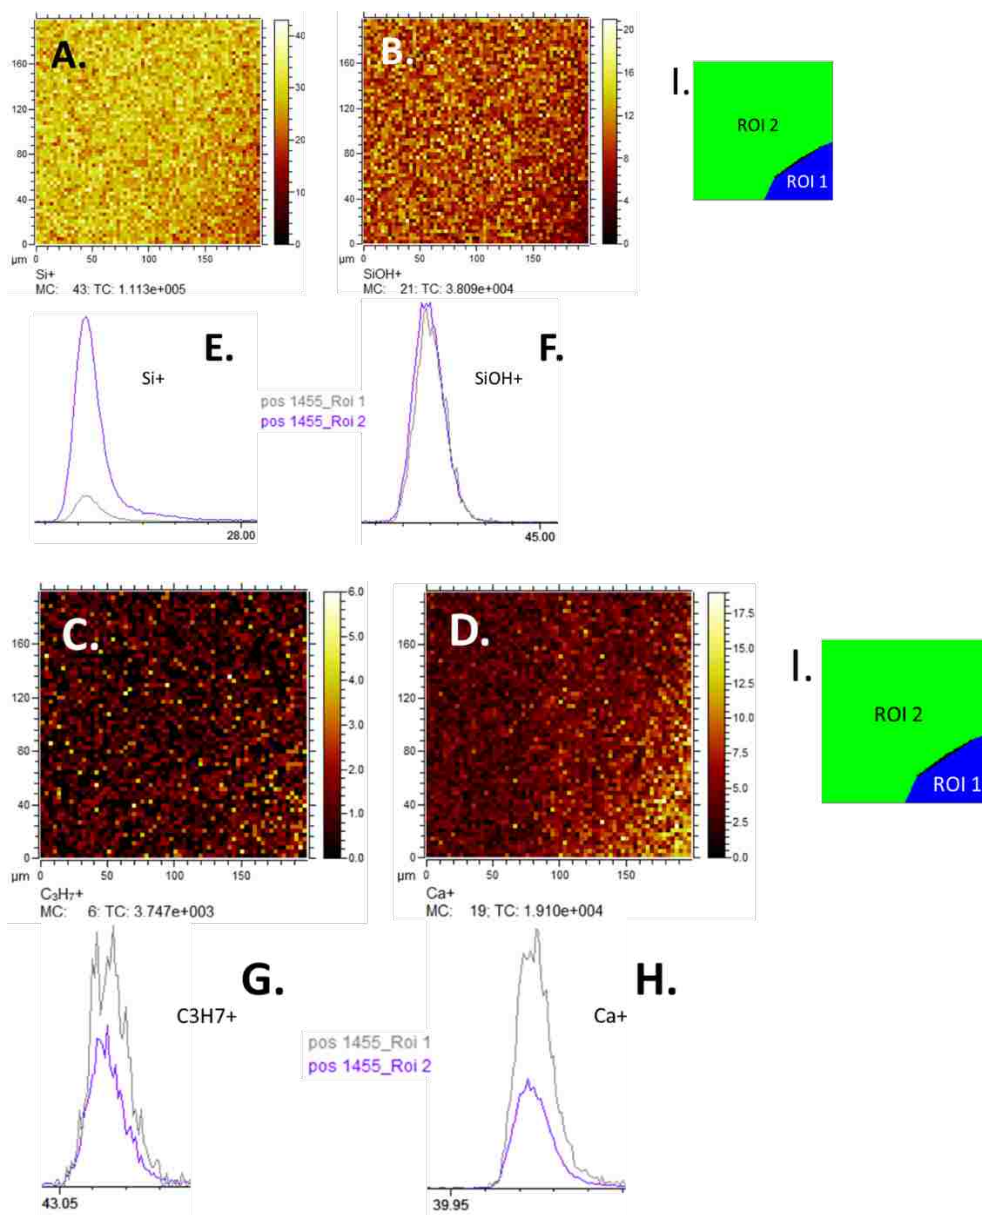 A.
40
30
20
10
0
160
120
80
40
0
µm 0 50 100 150
Si+
MC: 43; TC: 1.113e+005
B.
20
16
12
8
4
0
160
120
80
40
0
µm 0 50 100 150
SiOH+
MC: 21; TC: 3.809e+004
I.
ROI 2
ROI 1
E.
Si+
28.00
pos 1455_Roi 1
pos 1455_Roi 2
F.
SiOH+
45.00
C.
6.0
5.0
4.0
3.0
2.0
1.0
0.0
160
120
80
40
0
µm 0 50 100 150
C₃H₇+
MC: 6; TC: 3.747e+003
D.
17.5
15.0
12.5
10.0
7.5
5.0
2.5
0.0
160
120
80
40
0
µm 0 50 100 150
Ca+
MC: 19; TC: 1.910e+004
I.
ROI 2
ROI 1
G.
C3H7+
43.05
pos 1455_Roi 1
pos 1455_Roi 2
H.
Ca+
39.95